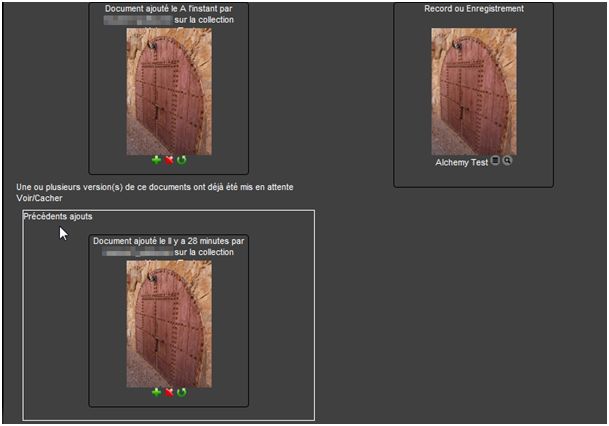 Document ajouté le A l'instant par
sur la collection
Record ou Enregistrement
Alchemy Test
Une ou plusieurs version(s) de ce documents ont déjà été mis en attente
Voir/Cacher
Précédents ajouts
Document ajouté le Il y a 28 minutes par
sur la collection